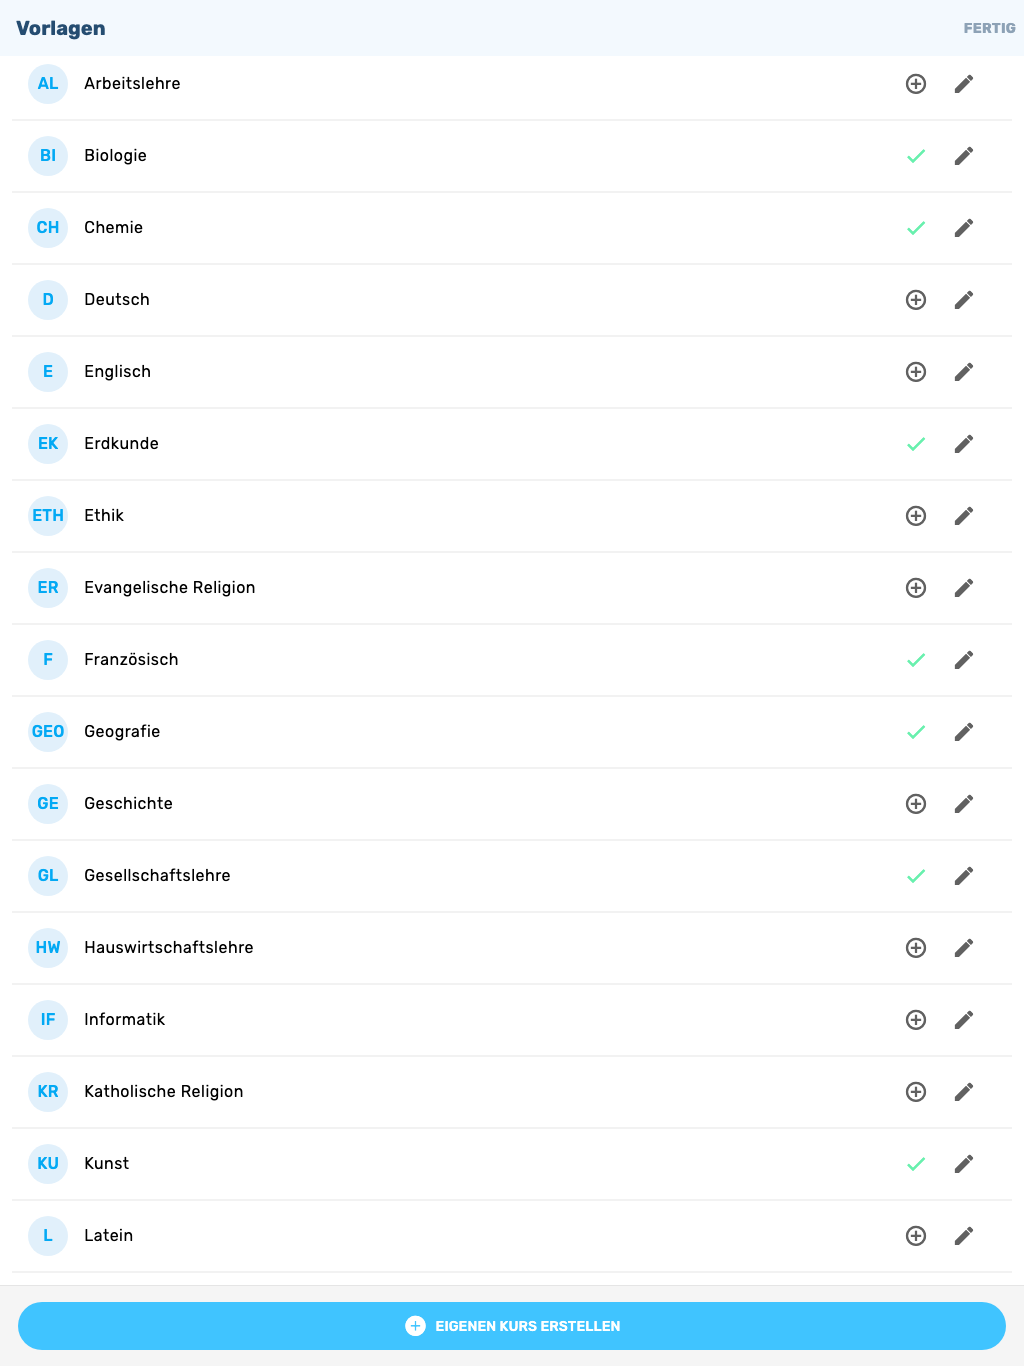 Vorlagen
FERTIG
AL Arbeitslehre
BI Biologie
CH Chemie
D Deutsch
E Englisch
EK Erdkunde
ETH Ethik
ER Evangelische Religion
F Französisch
GEO Geografie
GE Geschichte
GL Gesellschaftslehre
HW Hauswirtschaftslehre
IF Informatik
KR Katholische Religion
KU Kunst
L Latein
EIGENEN KURS ERSTELLEN